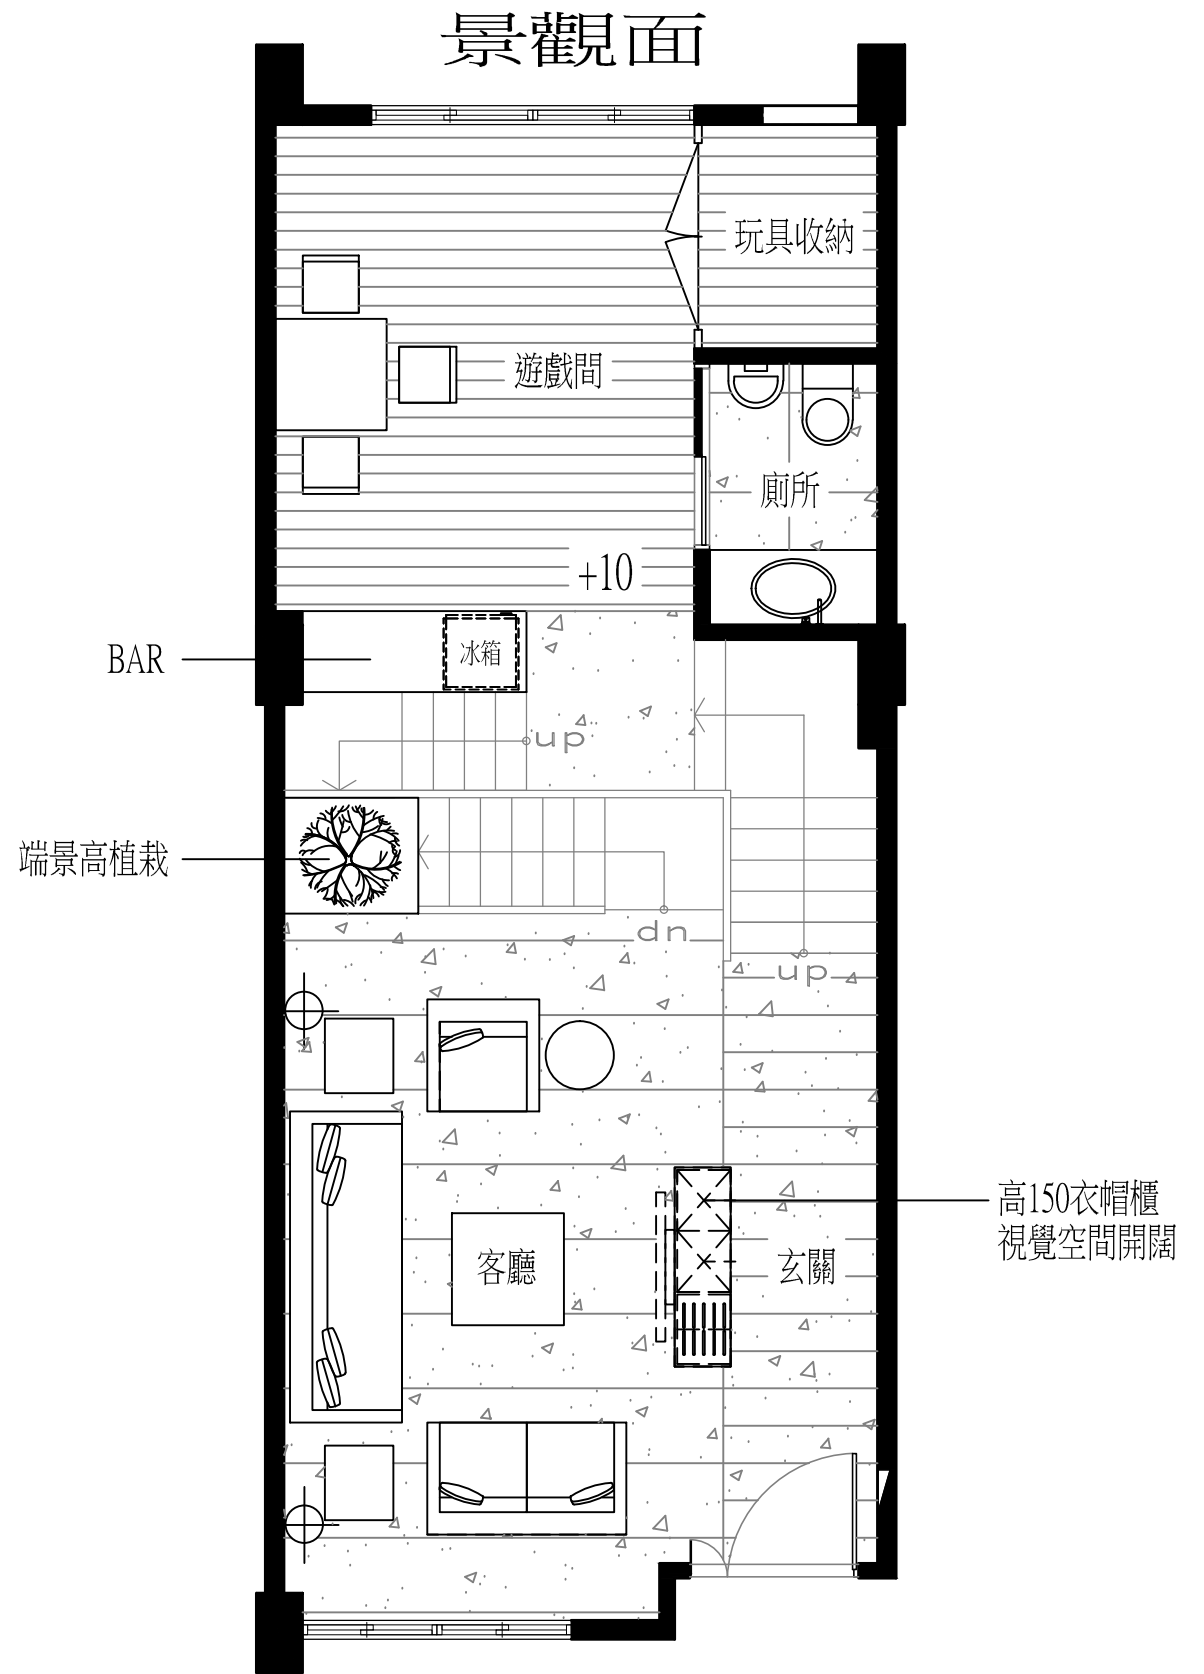 景觀面
玩具收納
遊戲間
廁所
+10
BAR
冰箱
up
端景高植栽
dn
up
高150衣帽櫃
視覺空間開闊
客廳
玄關